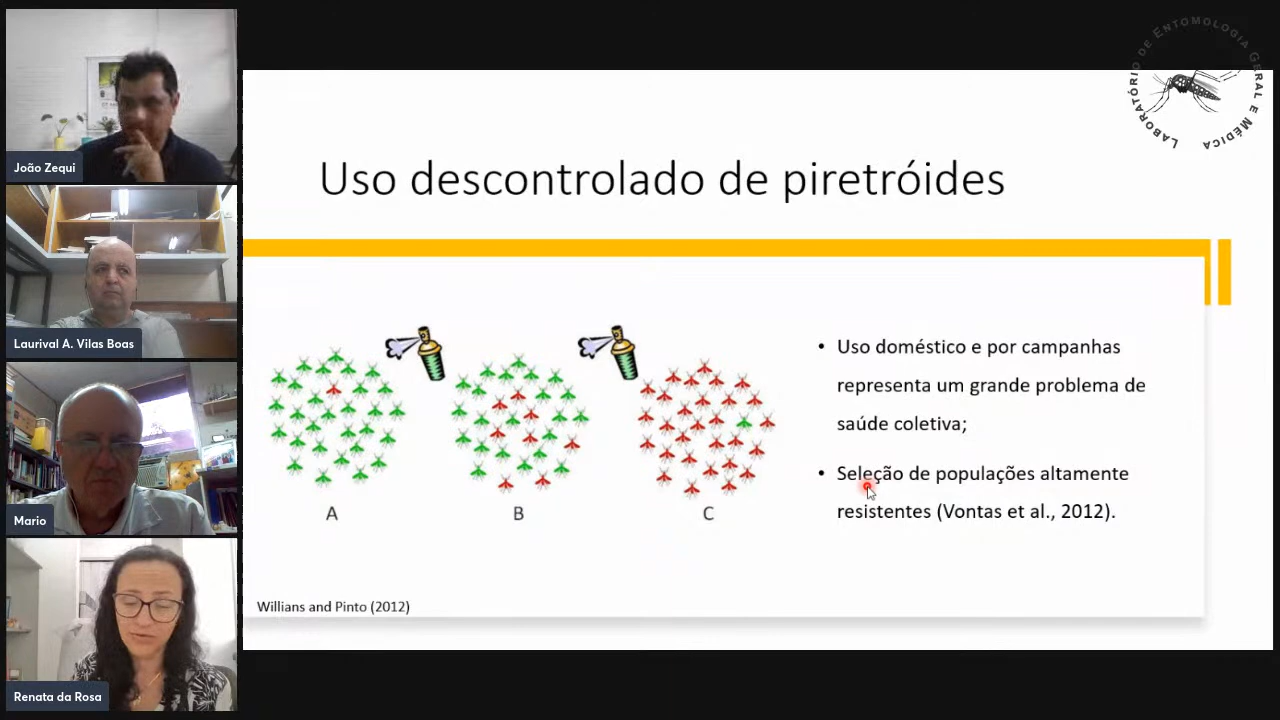 João Zequi
Laurival A. Vilas Boas
Mario
Renata da Rosa
LABORATÓRIO DE ENTOMOLOGIA GERAL E MÉDICA
Uso descontrolado de piretróides
A
B
C
• Uso doméstico e por campanhas
representa um grande problema de
saúde coletiva;
• Seleção de populações altamente
resistentes (Vontas et al., 2012).
Willians and Pinto (2012)